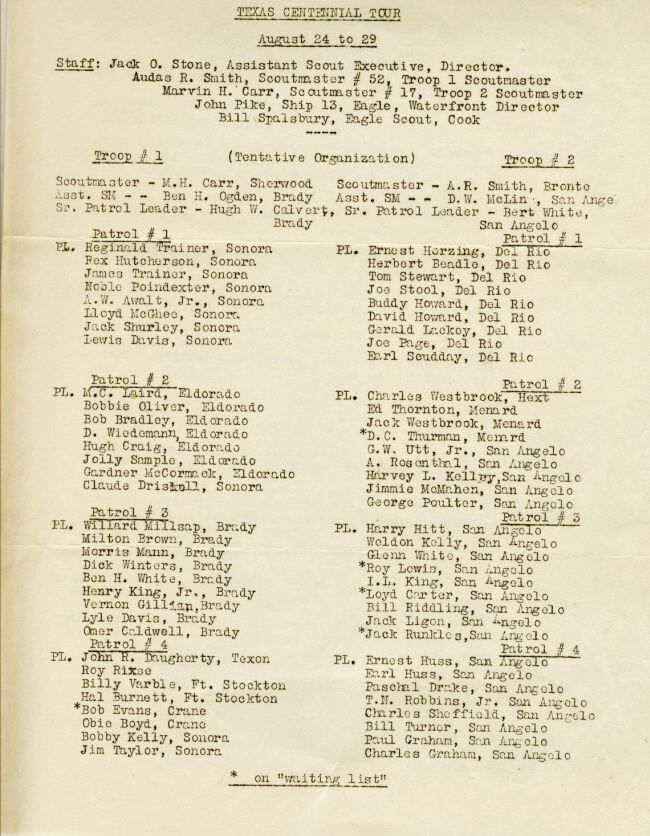 TEXAS CENTENNIAL TOUR
August 24 to 29
Staff: Jack O. Stone, Assistant Scout Executive, Director.
Audas R. Smith, Scoutmaster # 52, Troop 1 Scoutmaster
Marvin H. Carr, Scoutmaster # 17, Troop 2 Scoutmaster
John Pike, Ship 13, Eagle, Waterfront Director
Bill Spalsbury, Eagle Scout, Cook
----
Troop # 1 (Tentative Organization) Troop # 2
Scoutmaster - M.H. Carr, Sherwood
Asst. SM - - Ben H. Ogden, Brady
Sr. Patrol Leader - Hugh W. Calvert,
Brady
Patrol # 1
PL. Reginald Trainer, Sonora
Rex Hutcherson, Sonora
James Trainer, Sonora
Noble Poindexter, Sonora
A.W. Awalt, Jr., Sonora
Lloyd McGhee, Sonora
Jack Shurley, Sonora
Lewis Davis, Sonora
Patrol # 2
PL. M.C. Laird, Eldorado
Bobbie Oliver, Eldorado
Bob Bradley, Eldorado
D. Wiedemann, Eldorado
Hugh Craig, Eldorado
Jolly Sample, Eldorado
Gardner McCormack, Eldorado
Claude Driskoll, Sonora
Patrol # 3
PL. Willard Millsap, Brady
Milton Brown, Brady
Morris Mann, Brady
Dick Winters, Brady
Ben H. White, Brady
Henry King, Jr., Brady
Vernon Gillian,Brady
Lyle Davis, Brady
Omer Caldwell, Brady
Patrol # 4
PL. John R. Daugherty, Texon
Roy Rixse
Billy Varble, Ft. Stockton
Hal Burnett, Ft. Stockton
*Bob Evans, Crane
Obie Boyd, Crane
Bobby Kelly, Sonora
Jim Taylor, Sonora
Scoutmaster - A.R. Smith, Bronte
Asst. SM - - D.W. San Ange
Sr. Patrol Leader - Bert White,
San Angelo
Patrol # 1
PL. Ernest Herzing, Del Rio
Herbert Beadle, Del Rio
Tom Stewart, Del Rio
Joe Stool, Del Rio
Buddy Howard, Del Rio
David Howard, Del Rio
Gerald Lackey, Del Rio
Joe Page, Del Rio
Earl Scudday, Del Rio
Patrol # 2
PL. Charles Westbrook, Hext
Ed Thornton, Menard
Jack Westbrook, Menard
*D.C. Thurman, Menard
G.W. Utt, Jr., San Angelo
A. Rosenthal, San Angelo
Harvey L. Kelley,San Angelo
Jimmie McMahen, San Angelo
George Poulter, San Angelo
Patrol # 3
PL. Harry Hitt, San Angelo
Weldon Kelly, San Angelo
Glenn White, San Angelo
*Roy Lewis, San Angelo
I.L. King, San Angelo
*Loyd Carter, San Angelo
Bill Riddling, San Angelo
Jack Ligon, San Angelo
*Jack Runkles,San Angelo
Patrol # 4
PL. Ernest Huss, San Angelo
Earl Huss, San Angelo
Paschal Drake, San Angelo
T.N. Robbins, Jr. San Angelo
Charles Sheffield, San Angelo
Bill Turner, San Angelo
Paul Graham, San Angelo
Charles Graham, San Angelo
* on "waiting list"